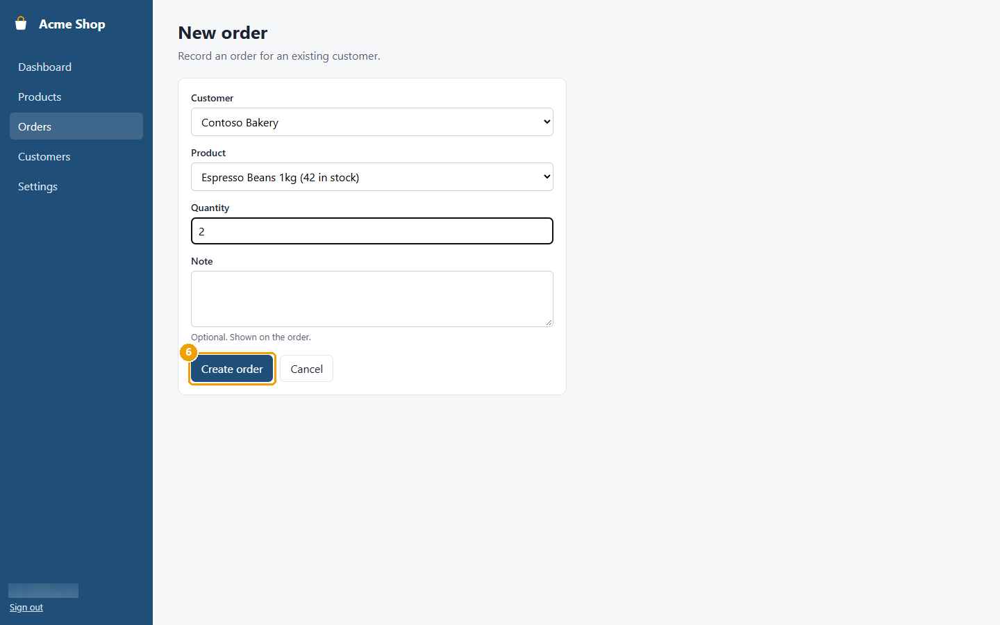 Acme Shop
Dashboard
Products
Orders
Customers
Settings
Sign out
New order
Record an order for an existing customer.
Customer
Contoso Bakery
Product
Espresso Beans 1kg (42 in stock)
Quantity
2
Note
Optional. Shown on the order.
6
Create order
Cancel